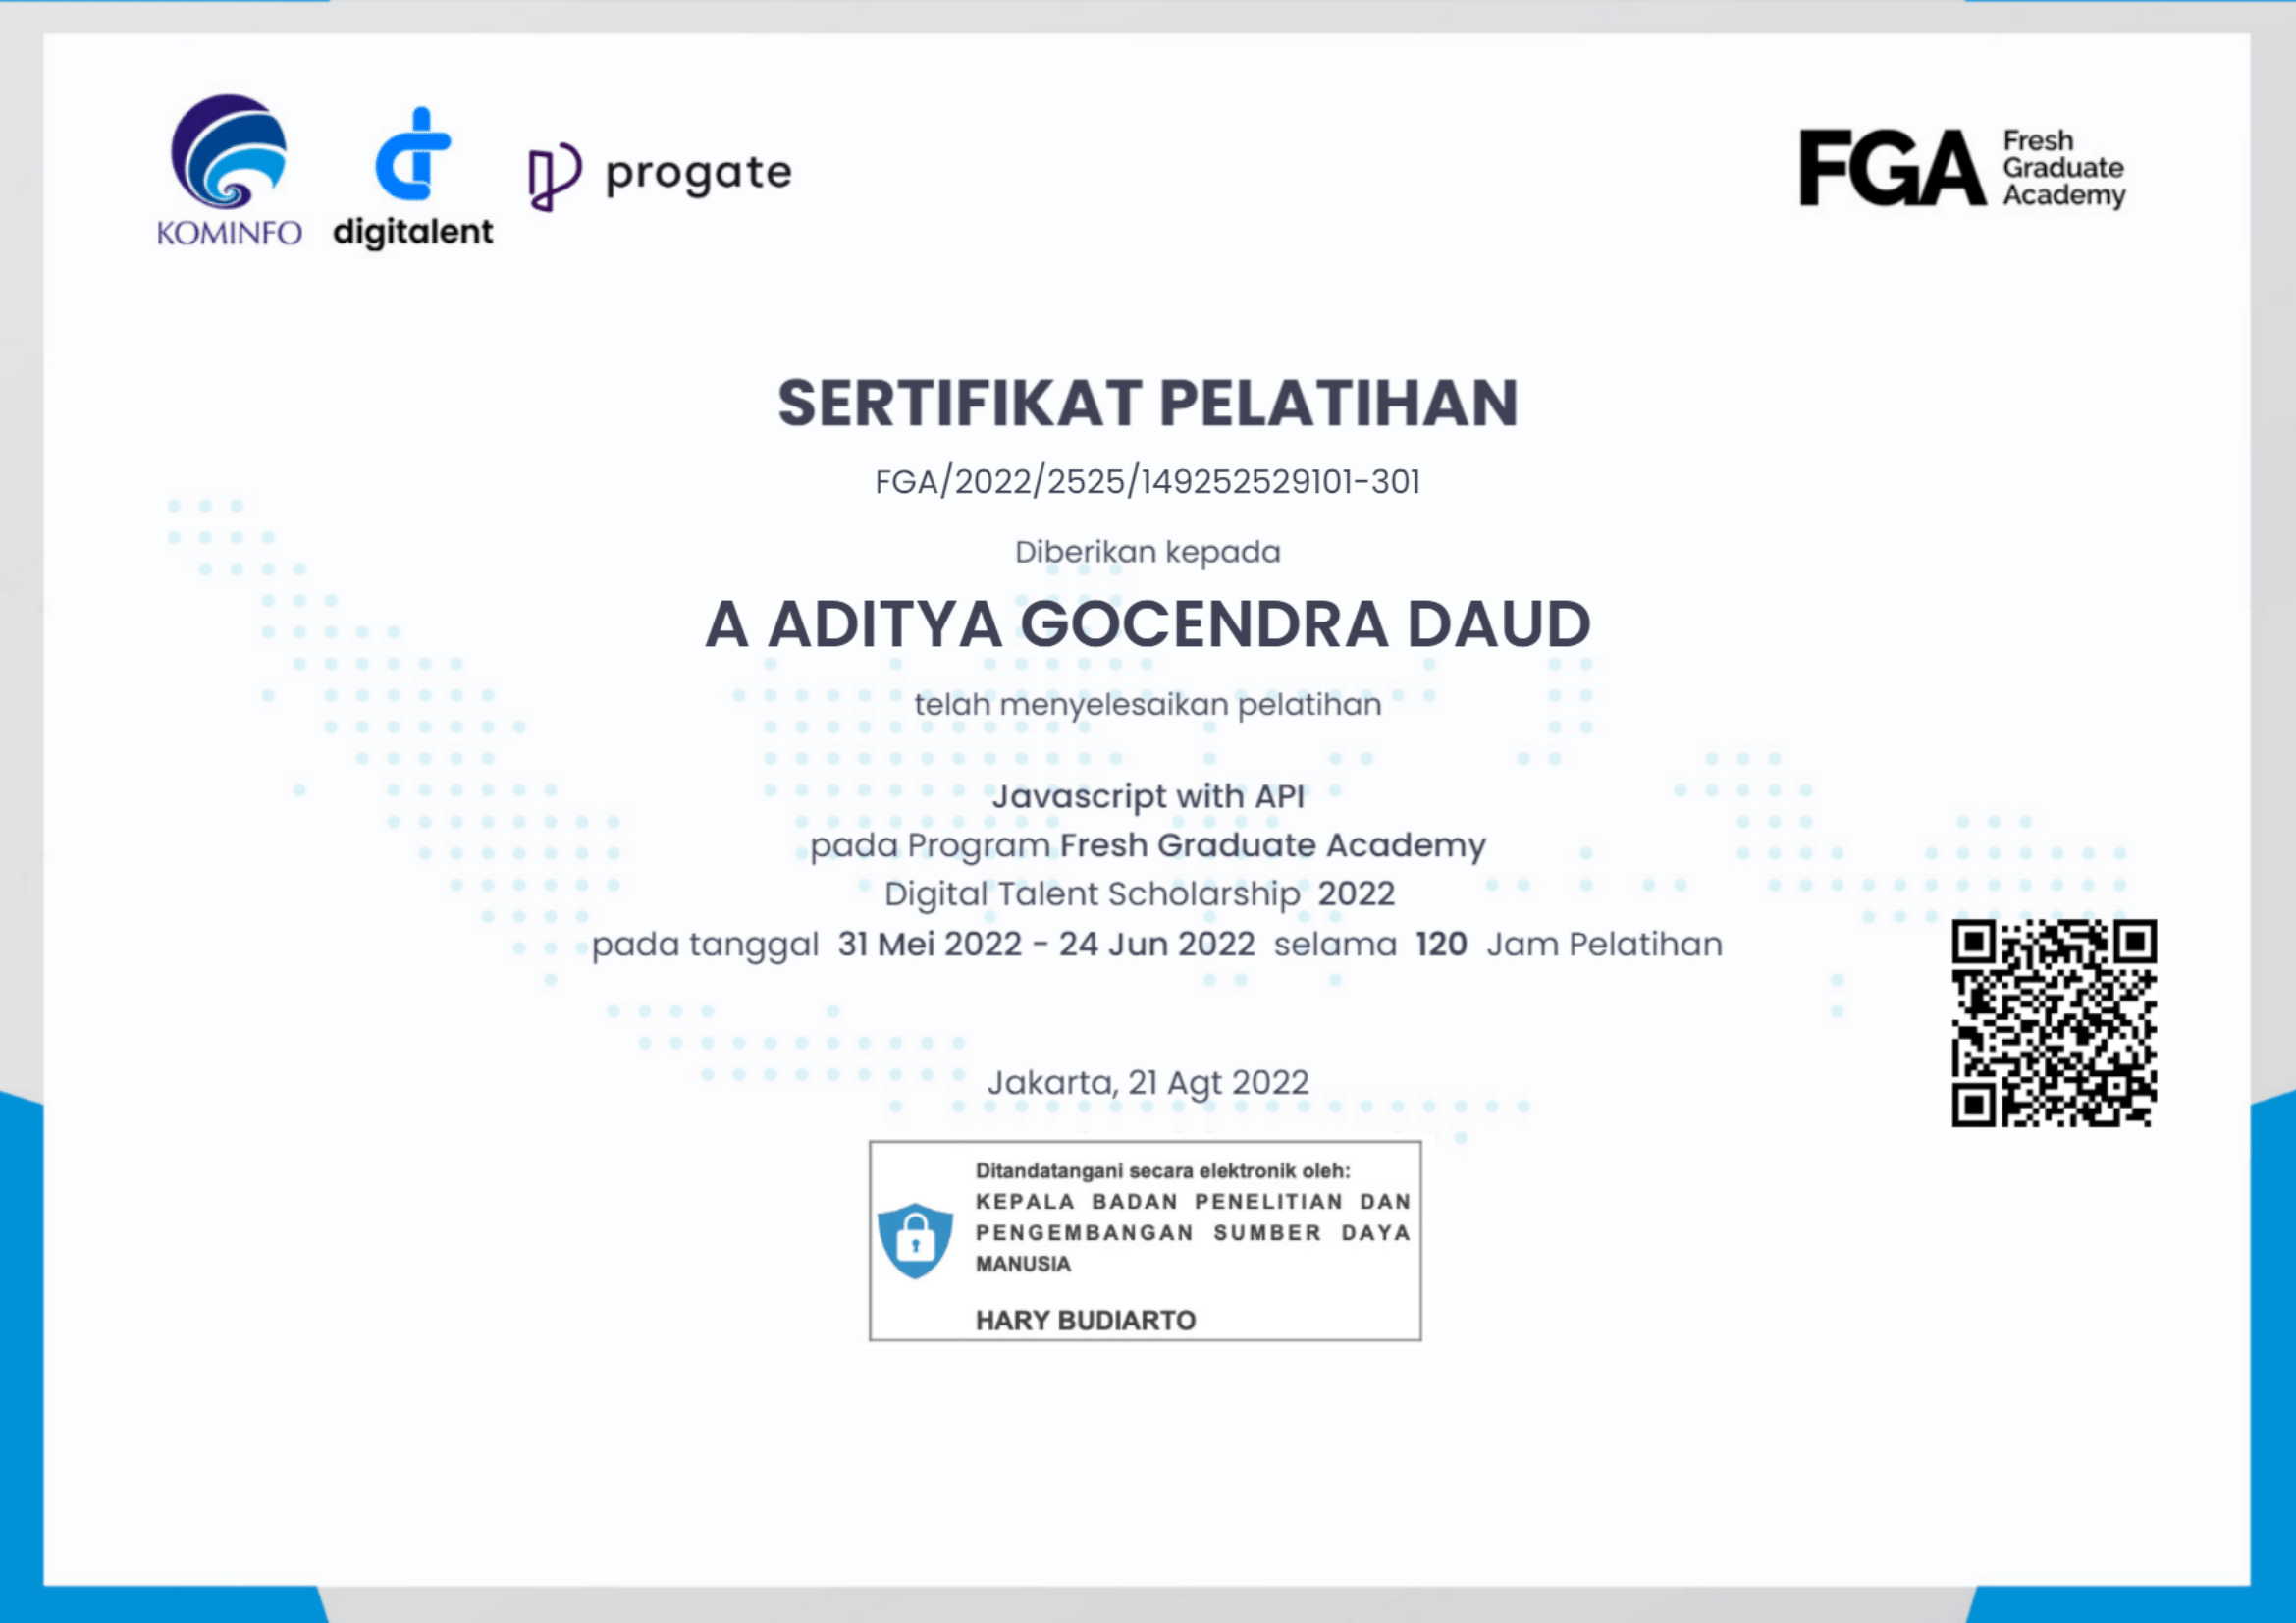 KOMINFO
digitalent
progate
FGA
Fresh
Graduate
Academy
SERTIFIKAT PELATIHAN
FGA/2022/2525/149252529101-301
Diberikan kepada
A ADITYA GOCENDRA DAUD
telah menyelesaikan pelatihan
Javascript with API
pada Program Fresh Graduate Academy
Digital Talent Scholarship 2022
pada tanggal 31 Mei 2022 - 24 Jun 2022 selama 120 Jam Pelatihan
Jakarta, 21 Agt 2022
Ditandatangani secara elektronik oleh:
KEPALA BADAN PENELITIAN DAN
PENGEMBANGAN SUMBER DAYA
MANUSIA
HARY BUDIARTO